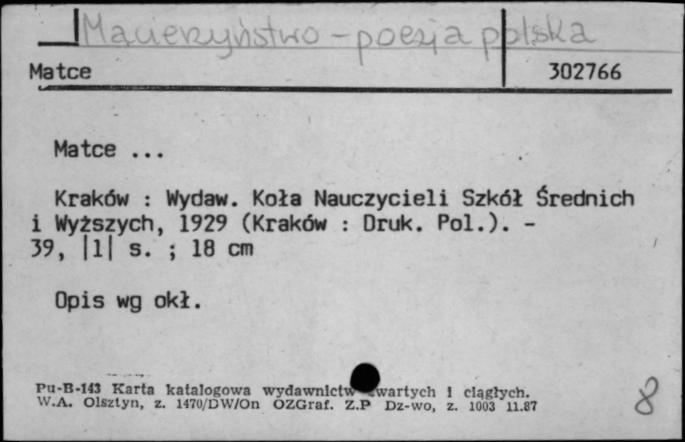 Macierzyństwo - poezja polska
Matce 302766
Matce ...
Kraków : Wydaw. Koła Nauczycieli Szkół Średnich
i Wyższych, 1929 (Kraków : Druk. Pol.). -
39, |1| s. ; 18 cm
Opis wg okł.
Pu-B-143 Karta katalogowa wydawnictw zwartych i ciągłych.
W.A. Olsztyn, z. 1470/DW/On OZGraf. Z.P Dz-wo, z. 1003 11.87
8